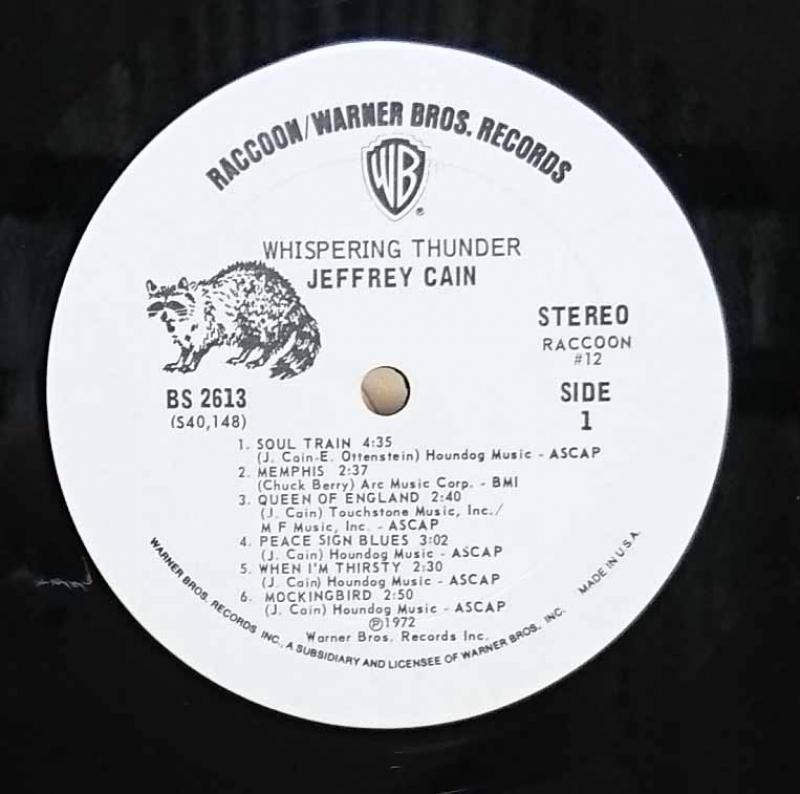 RACCOON/WARNER BROS. RECORDS
WB
®
WHISPERING THUNDER
JEFFREY CAIN
STEREO
RACCOON
#12
BS 2613
(S40,148)
SIDE
1
1. SOUL TRAIN 4:35
(J. Cain-E. Ottenstein) Houndog Music - ASCAP
2. MEMPHIS 2:37
(Chuck Berry) Arc Music Corp. - BMI
3. QUEEN OF ENGLAND 2:40
(J. Cain) Touchstone Music, Inc./
M F Music, Inc. - ASCAP
4. PEACE SIGN BLUES 3:02
(J. Cain) Houndog Music - ASCAP
5. WHEN I'M THIRSTY 2:30
(J. Cain) Houndog Music - ASCAP
6. MOCKINGBIRD 2:50
(J. Cain) Houndog Music - ASCAP
℗1972
Warner Bros. Records Inc.
WARNER BROS. RECORDS INC., A SUBSIDIARY AND LICENSEE OF WARNER BROS. INC. MADE IN U.S.A.